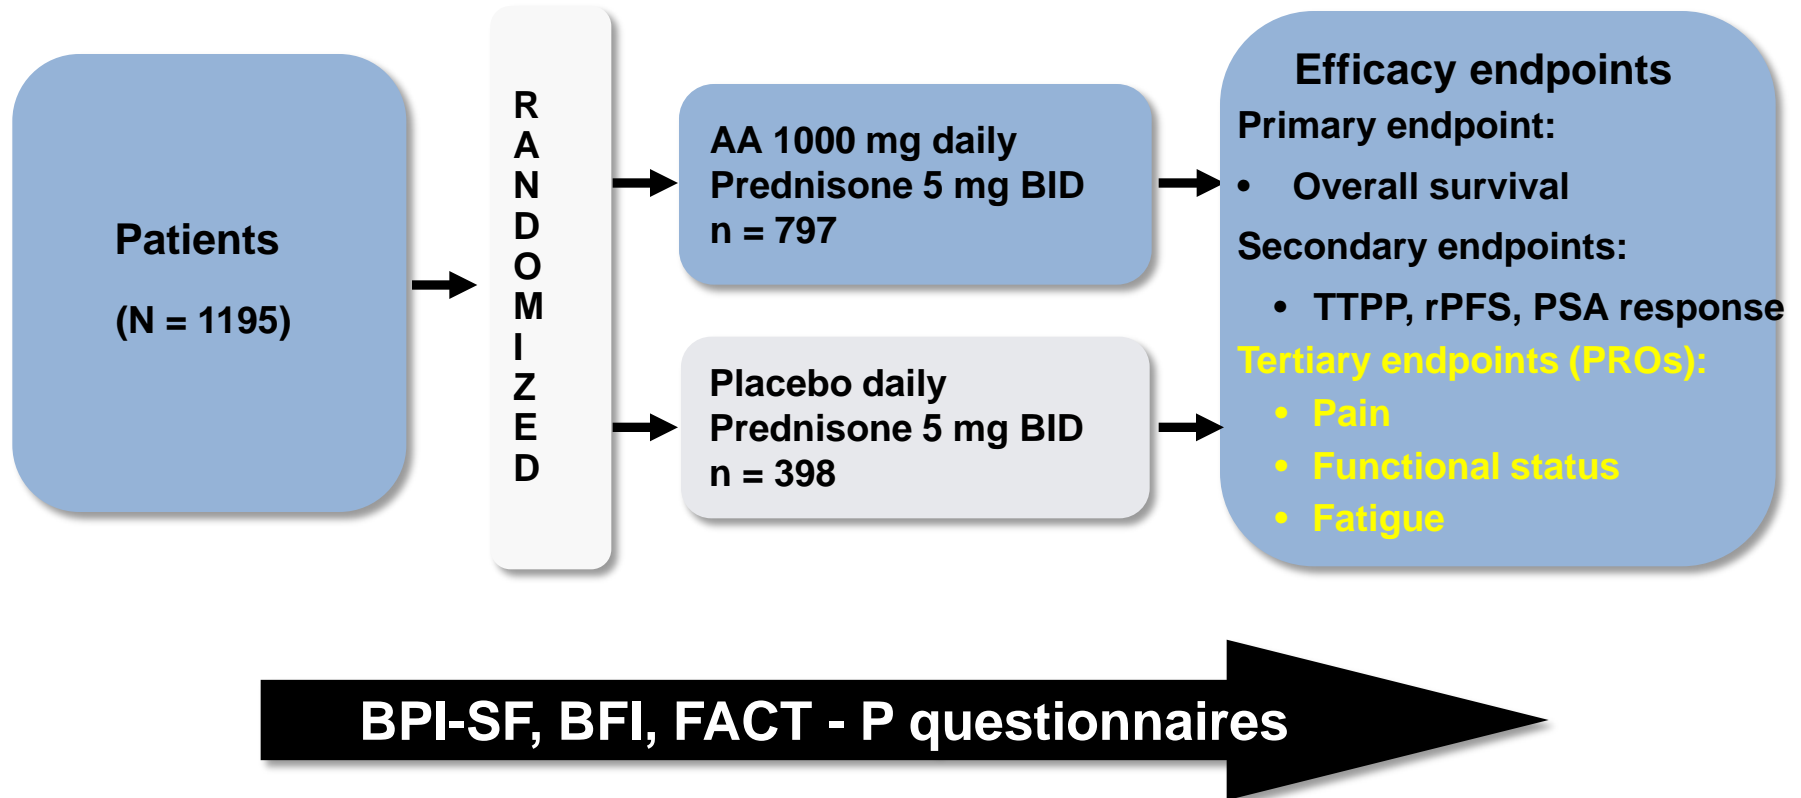 Patients
(N = 1195)
RANDOMIZED
AA 1000 mg daily
Prednisone 5 mg BID
n = 797
Placebo daily
Prednisone 5 mg BID
n = 398
Efficacy endpoints
Primary endpoint:
• Overall survival
Secondary endpoints:
• TTPP, rPFS, PSA response
Tertiary endpoints (PROs):
• Pain
• Functional status
• Fatigue
BPI-SF, BFI, FACT - P questionnaires